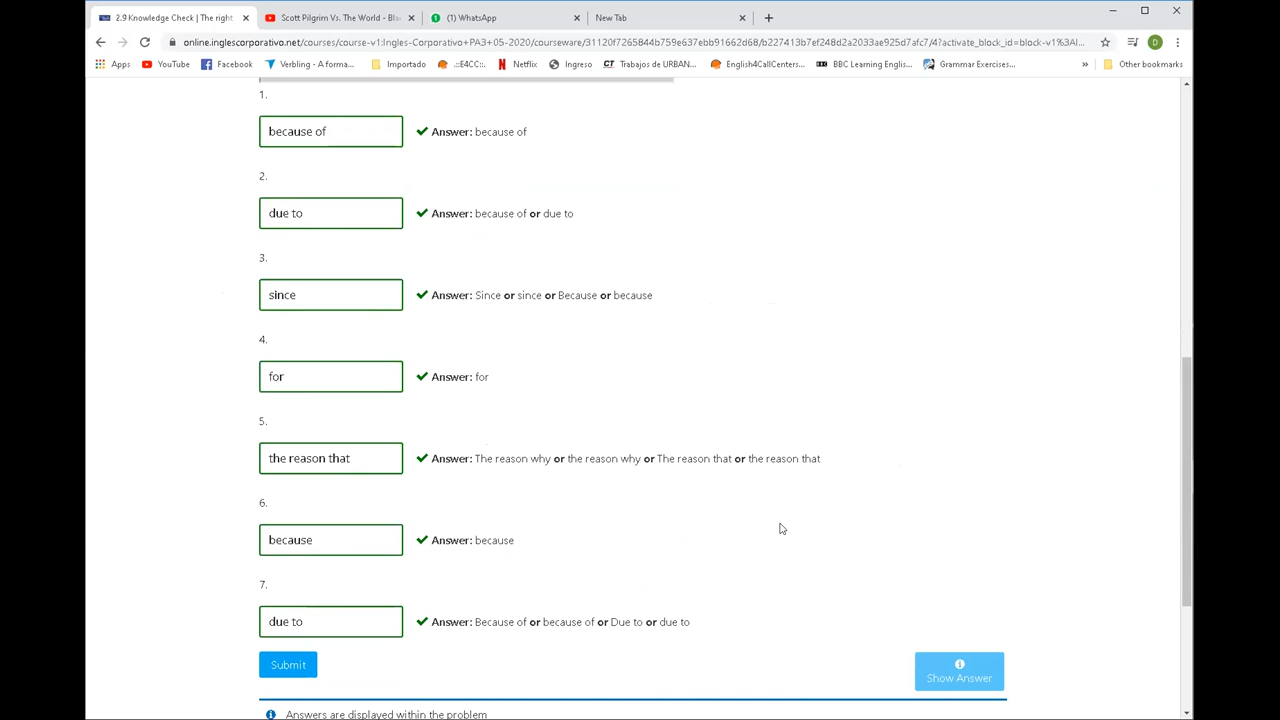 2.9 Knowledge Check | The right
Scott Pilgrim Vs. The World - Bla
(1) WhatsApp
New Tab
online.inglescorporativo.net/courses/course-v1:Ingles-Corporativo+PA3+05-2020/courseware/31120f7265844b759e637ebb91662d68/b227413b7ef248d2a2033ae925d7afc7/4?activate_block_id=block-v1%3AI...
D
Apps
YouTube
Facebook
Verbling - A forma...
Importado
.::E4CC::.
Netflix
Ingreso
CT Trabajos de URBAN...
English4CallCenters...
BBC Learning Englis...
Grammar Exercises...
»
Other bookmarks
1.
because of
Answer: because of
2.
due to
Answer: because of or due to
3.
since
Answer: Since or since or Because or because
4.
for
Answer: for
5.
the reason that
Answer: The reason why or the reason why or The reason that or the reason that
6.
because
Answer: because
7.
due to
Answer: Because of or because of or Due to or due to
Submit
Show Answer
Answers are displayed within the problem